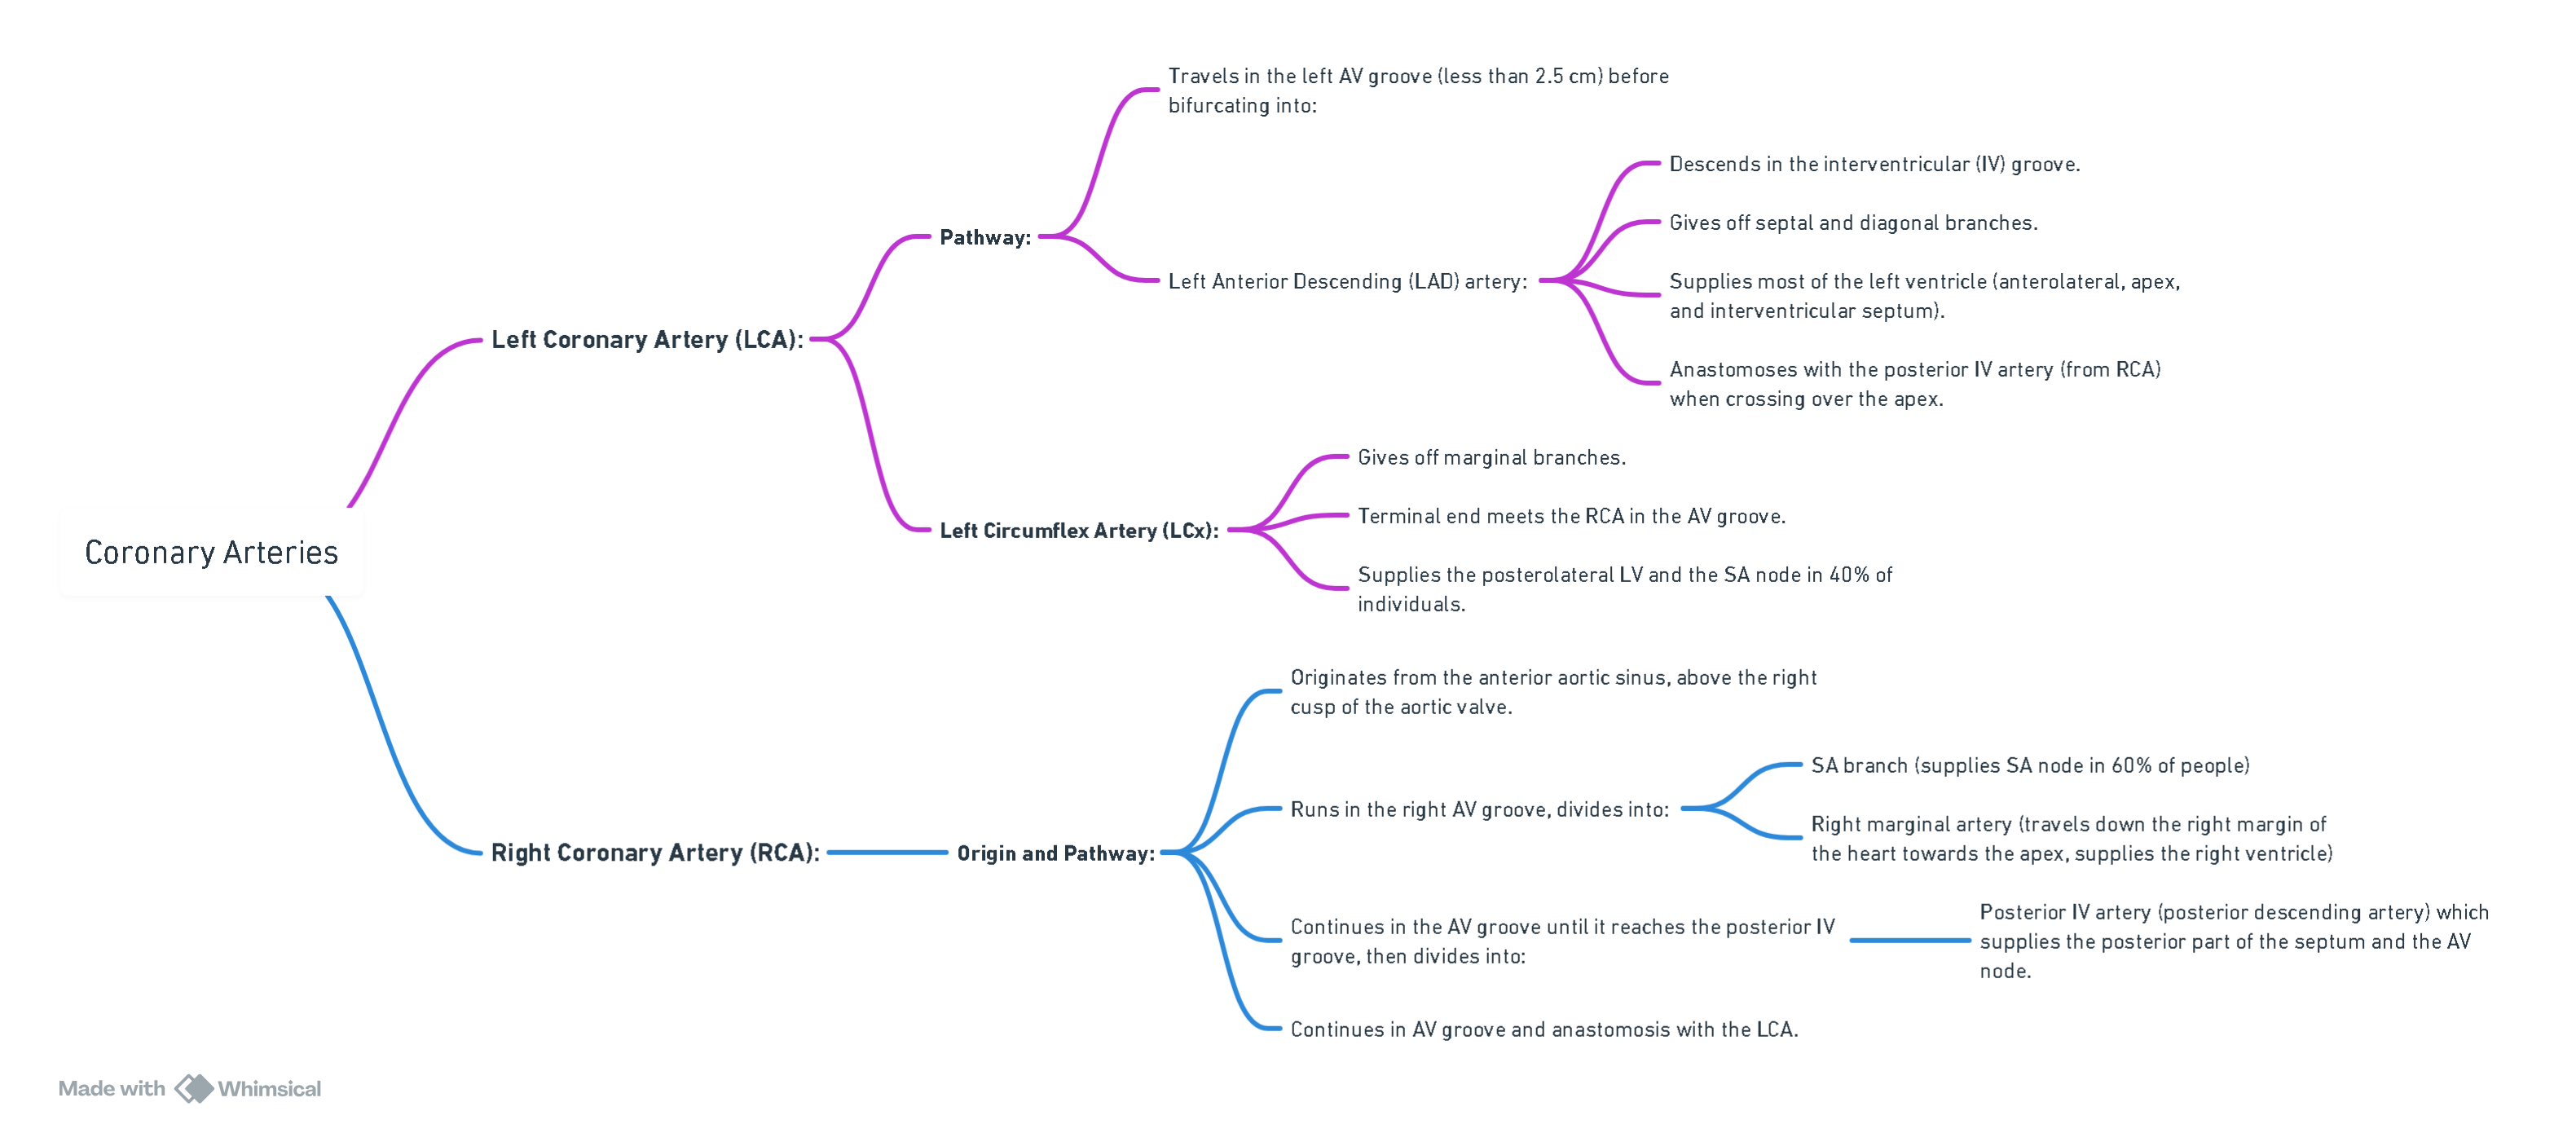 Coronary Arteries
Left Coronary Artery (LCA):
Pathway:
Travels in the left AV groove (less than 2.5 cm) before
bifurcating into:
Left Anterior Descending (LAD) artery:
Descends in the interventricular (IV) groove.
Gives off septal and diagonal branches.
Supplies most of the left ventricle (anterolateral, apex,
and interventricular septum).
Anastomoses with the posterior IV artery (from RCA)
when crossing over the apex.
Left Circumflex Artery (LCx):
Gives off marginal branches.
Terminal end meets the RCA in the AV groove.
Supplies the posterolateral LV and the SA node in 40% of
individuals.
Right Coronary Artery (RCA):
Origin and Pathway:
Originates from the anterior aortic sinus, above the right
cusp of the aortic valve.
Runs in the right AV groove, divides into:
SA branch (supplies SA node in 60% of people)
Right marginal artery (travels down the right margin of
the heart towards the apex, supplies the right ventricle)
Continues in the AV groove until it reaches the posterior IV
groove, then divides into:
Posterior IV artery (posterior descending artery) which
supplies the posterior part of the septum and the AV
node.
Continues in AV groove and anastomosis with the LCA.
Made with Whimsical